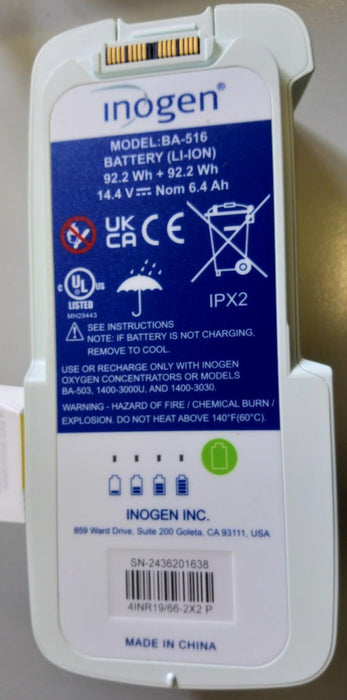 inogen®
MODEL:BA-516
BATTERY (LI-ION)
92.2 Wh + 92.2 Wh
14.4 V⎓ Nom 6.4 Ah
UK
CA CE
c UL us
LISTED
MH29443
IPX2
SEE INSTRUCTIONS
NOTE: IF BATTERY IS NOT CHARGING,
REMOVE TO COOL.
USE OR RECHARGE ONLY WITH INOGEN
OXYGEN CONCENTRATORS OR MODELS
BA-503, 1400-3000U, AND 1400-3030.
WARNING - HAZARD OF FIRE / CHEMICAL BURN /
EXPLOSION. DO NOT HEAT ABOVE 140°F(60°C).
INOGEN INC.
859 Ward Drive, Suite 200 Goleta, CA 93111, USA
SN-2436201638
4INR19/66-2X2 P
MADE IN CHINA